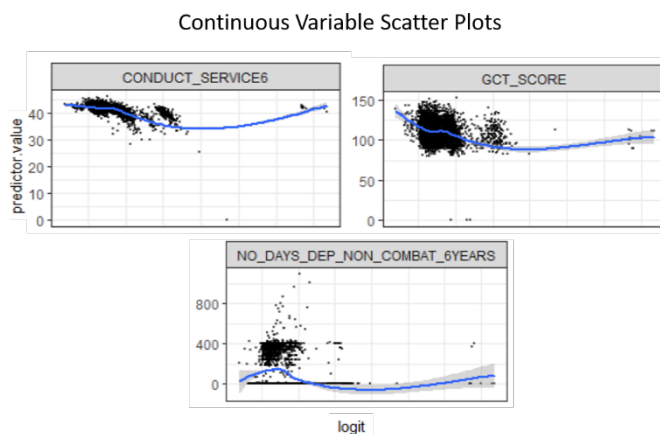 Continuous Variable Scatter Plots
CONDUCT_SERVICE6
40
30
20
10
0
predictor value
GCT_SCORE
150
100
50
0
NO_DAYS_DEP_NON_COMBAT_6YEARS
800
400
0
logit